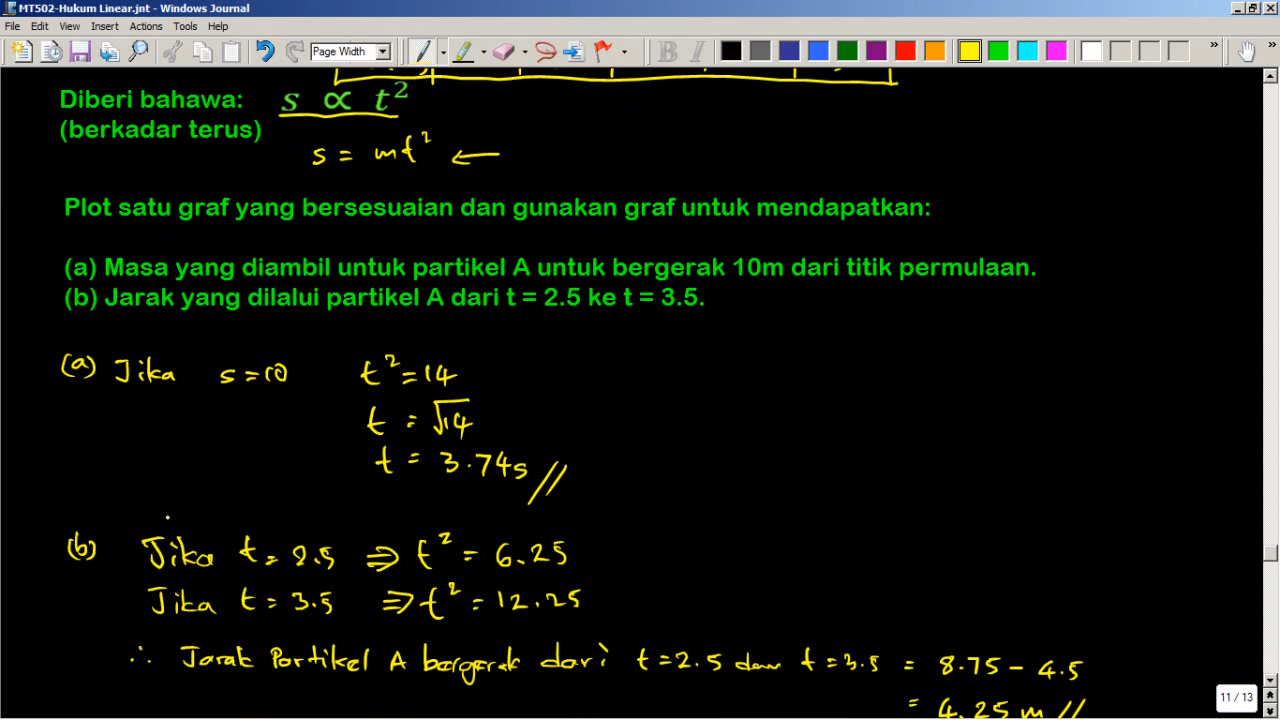 MT502-Hukum Linear.jnt - Windows Journal
File Edit View Insert Actions Tools Help
Page Width
Diberi bahawa: s ∝ t²
(berkadar terus)
s = mt² ←
Plot satu graf yang bersesuaian dan gunakan graf untuk mendapatkan:
(a) Masa yang diambil untuk partikel A untuk bergerak 10m dari titik permulaan.
(b) Jarak yang dilalui partikel A dari t = 2.5 ke t = 3.5.
(a) Jika s = 10 t² = 14
t = √14
t = 3.74s //
(b) Jika t = 2.5 ⇒ t² = 6.25
Jika t = 3.5 ⇒ t² = 12.25
∴ Jarak Partikel A bergerak dari t = 2.5 dan t = 3.5 = 8.75 - 4.5
= 4.25 m //
11 / 13